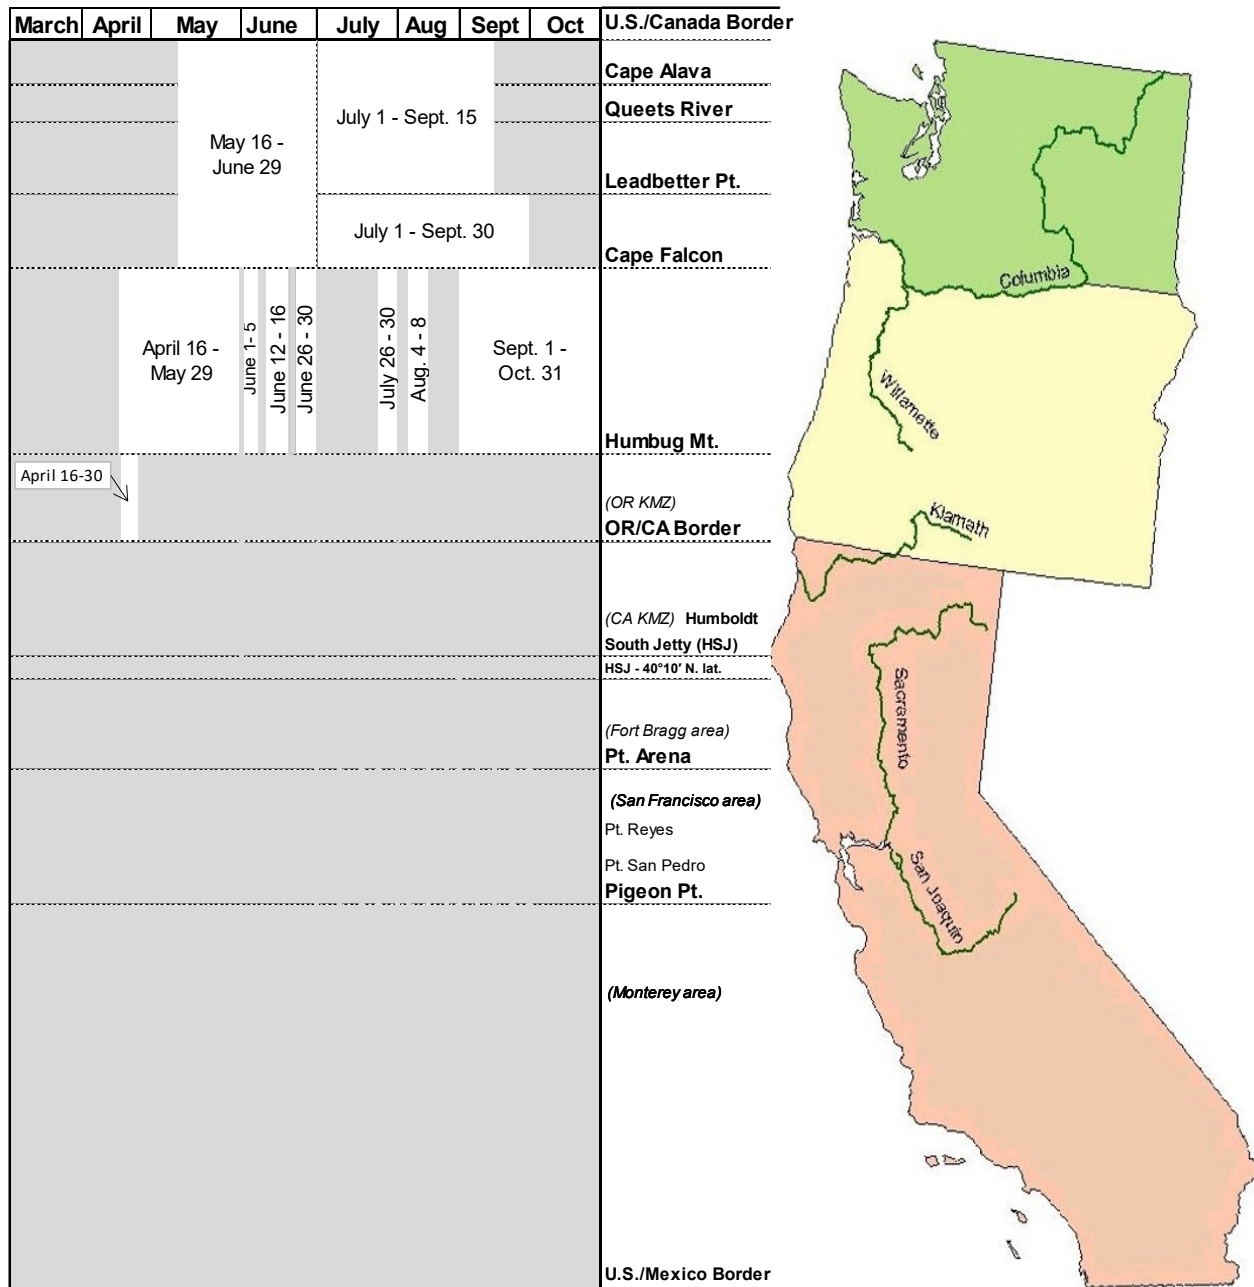 March April May June July Aug Sept Oct
U.S./Canada Border
Cape Alava
Queets River
July 1 - Sept. 15
May 16 -
June 29
Leadbetter Pt.
July 1 - Sept. 30
Cape Falcon
April 16 -
May 29
June 1- 5
June 12 - 16
June 26 - 30
July 26 - 30
Aug. 4 - 8
Sept. 1 -
Oct. 31
Humbug Mt.
April 16-30
(OR KMZ)
OR/CA Border
(CA KMZ) Humboldt
South Jetty (HSJ)
HSJ - 40°10' N. lat.
(Fort Bragg area)
Pt. Arena
(San Francisco area)
Pt. Reyes
Pt. San Pedro
Pigeon Pt.
(Monterey area)
U.S./Mexico Border
Columbia
Willamette
Klamath
Sacramento
San Joaquin